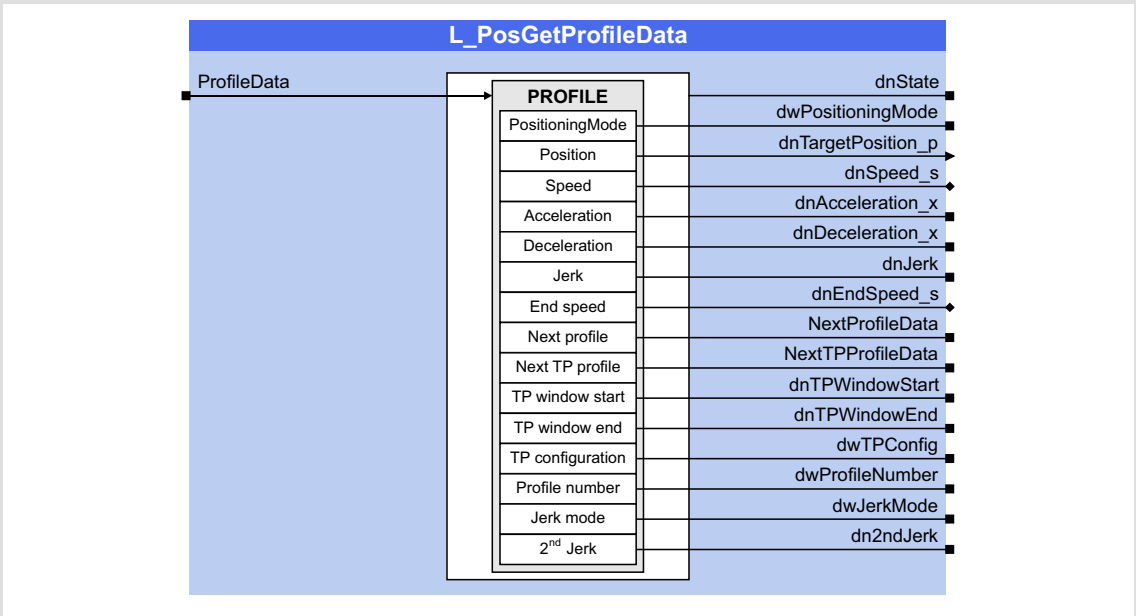 L_PosGetProfileData
ProfileData
PROFILE
dnState
PositioningMode
dwPositioningMode
Position
dnTargetPosition_p
Speed
dnSpeed_s
Acceleration
dnAcceleration_x
Deceleration
dnDeceleration_x
Jerk
dnJerk
End speed
dnEndSpeed_s
Next profile
NextProfileData
Next TP profile
NextTPProfileData
TP window start
dnTPWindowStart
TP window end
dnTPWindowEnd
TP configuration
dwTPConfig
Profile number
dwProfileNumber
Jerk mode
dwJerkMode
2nd Jerk
dn2ndJerk